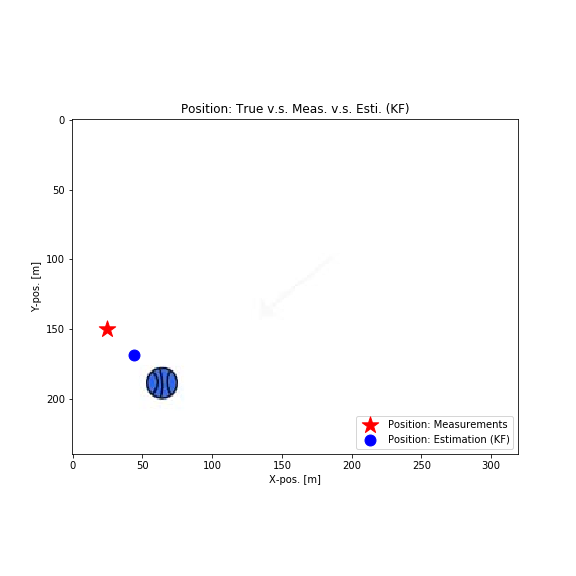 Position: True v.s. Meas. v.s. Esti. (KF)
0
50
100
150
200
Y-pos. [m]
0 50 100 150 200 250 300
X-pos. [m]
Position: Measurements
Position: Estimation (KF)